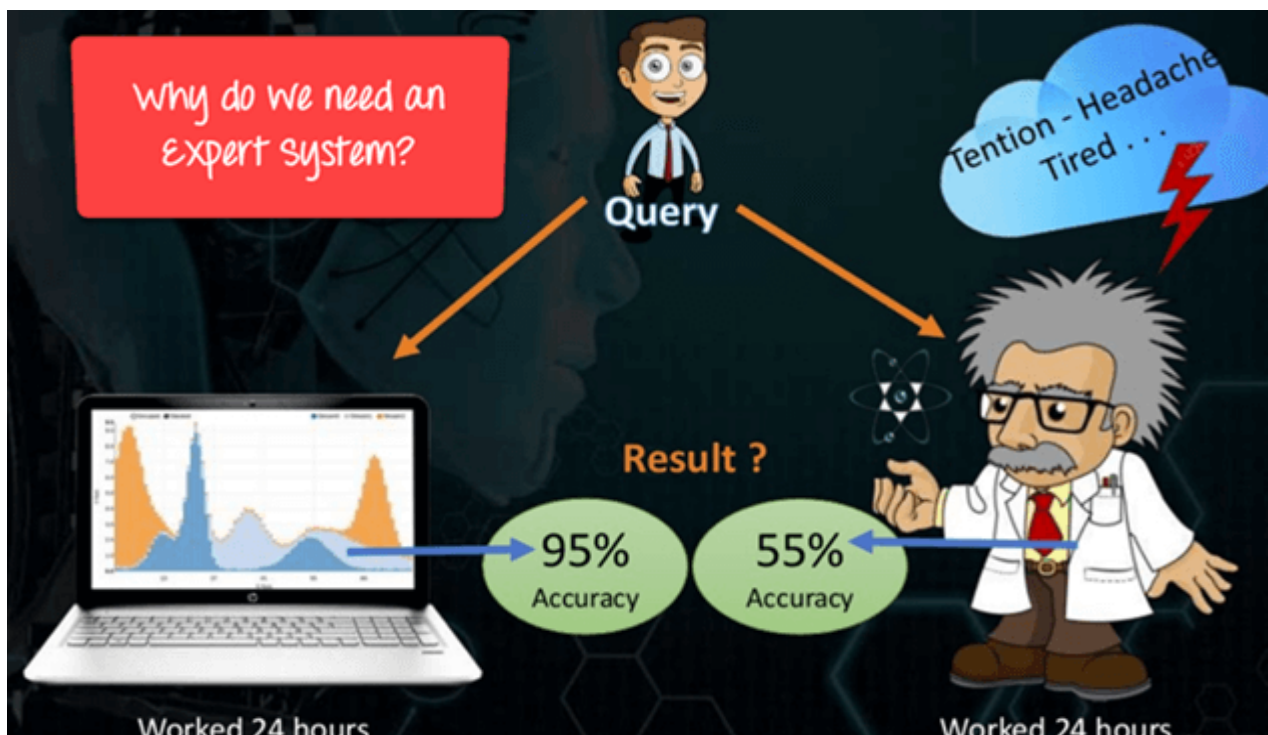 Why do we need an
Expert System?
Query
Tention - Headache
Tired . . .
Result ?
95%
Accuracy
55%
Accuracy
Worked 24 hours
Worked 24 hours